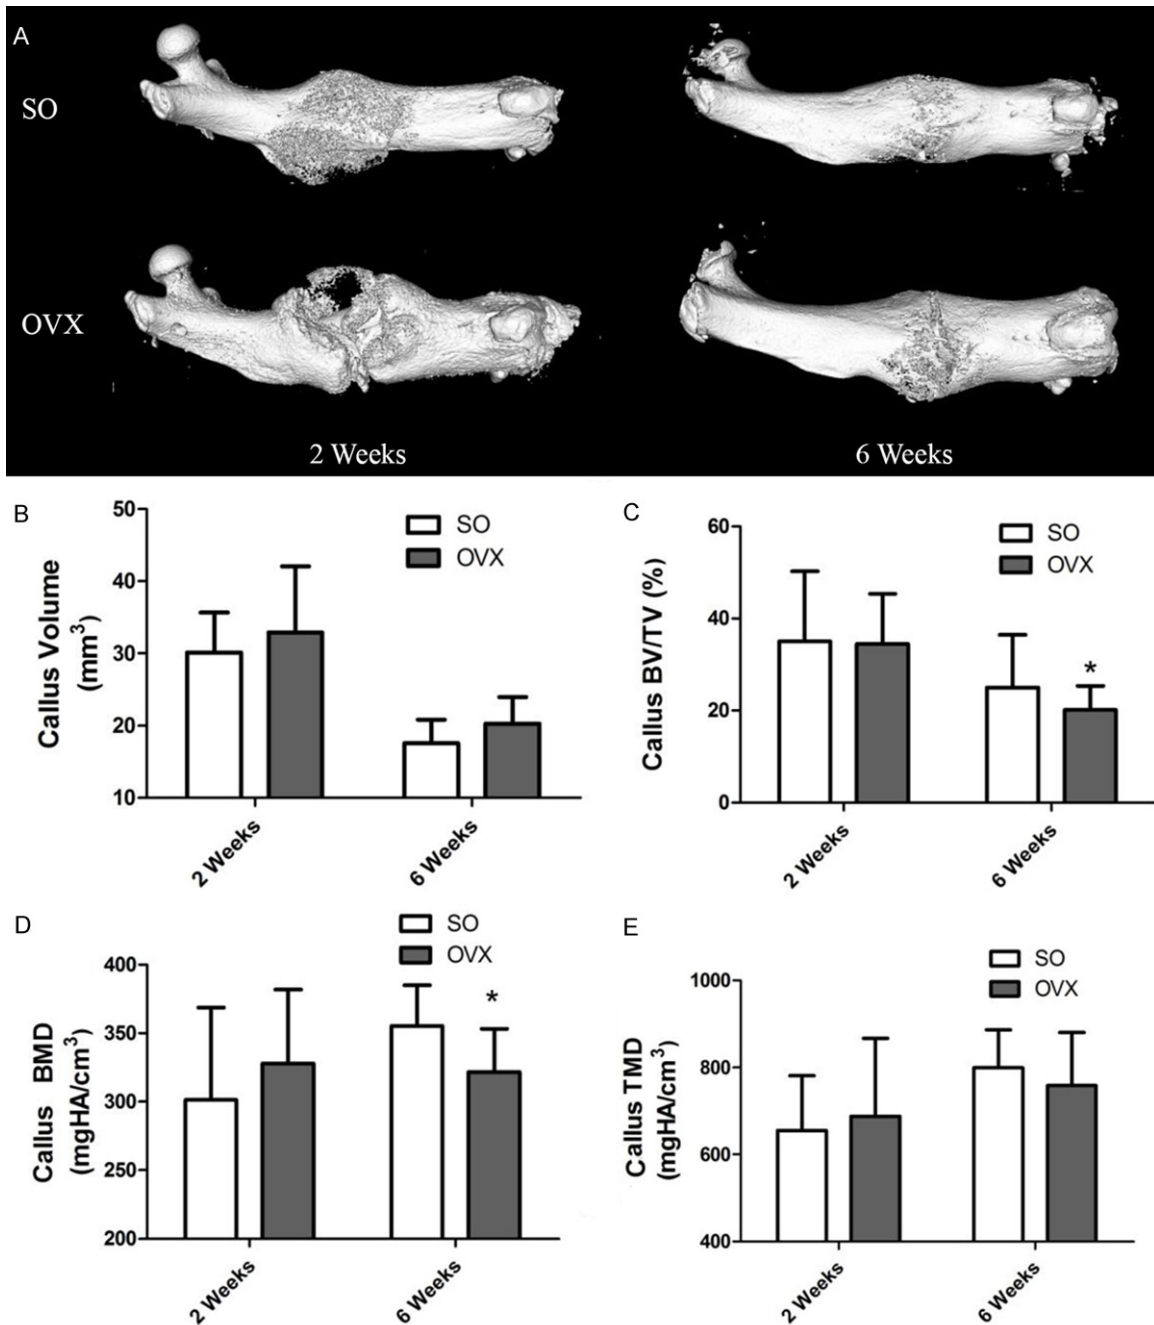 A
SO
OVX
2 Weeks
6 Weeks
B
50
40
30
20
10
Callus Volume
(mm³)
SO
OVX
2 Weeks
6 Weeks
C
60
40
20
0
Callus BV/TV (%)
SO
OVX
*
2 Weeks
6 Weeks
D
400
350
300
250
200
Callus BMD
(mgHA/cm³)
SO
OVX
*
2 Weeks
6 Weeks
E
1000
800
600
400
Callus TMD
(mgHA/cm³)
SO
OVX
2 Weeks
6 Weeks